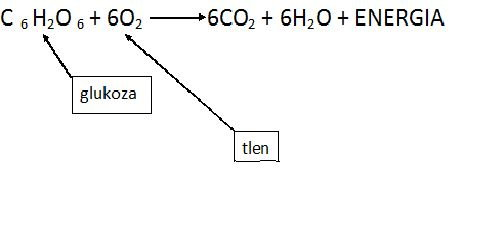 C ₆ H₂O ₆ + 6O₂ ⟶ 6CO₂ + 6H₂O + ENERGIA
glukoza
tlen